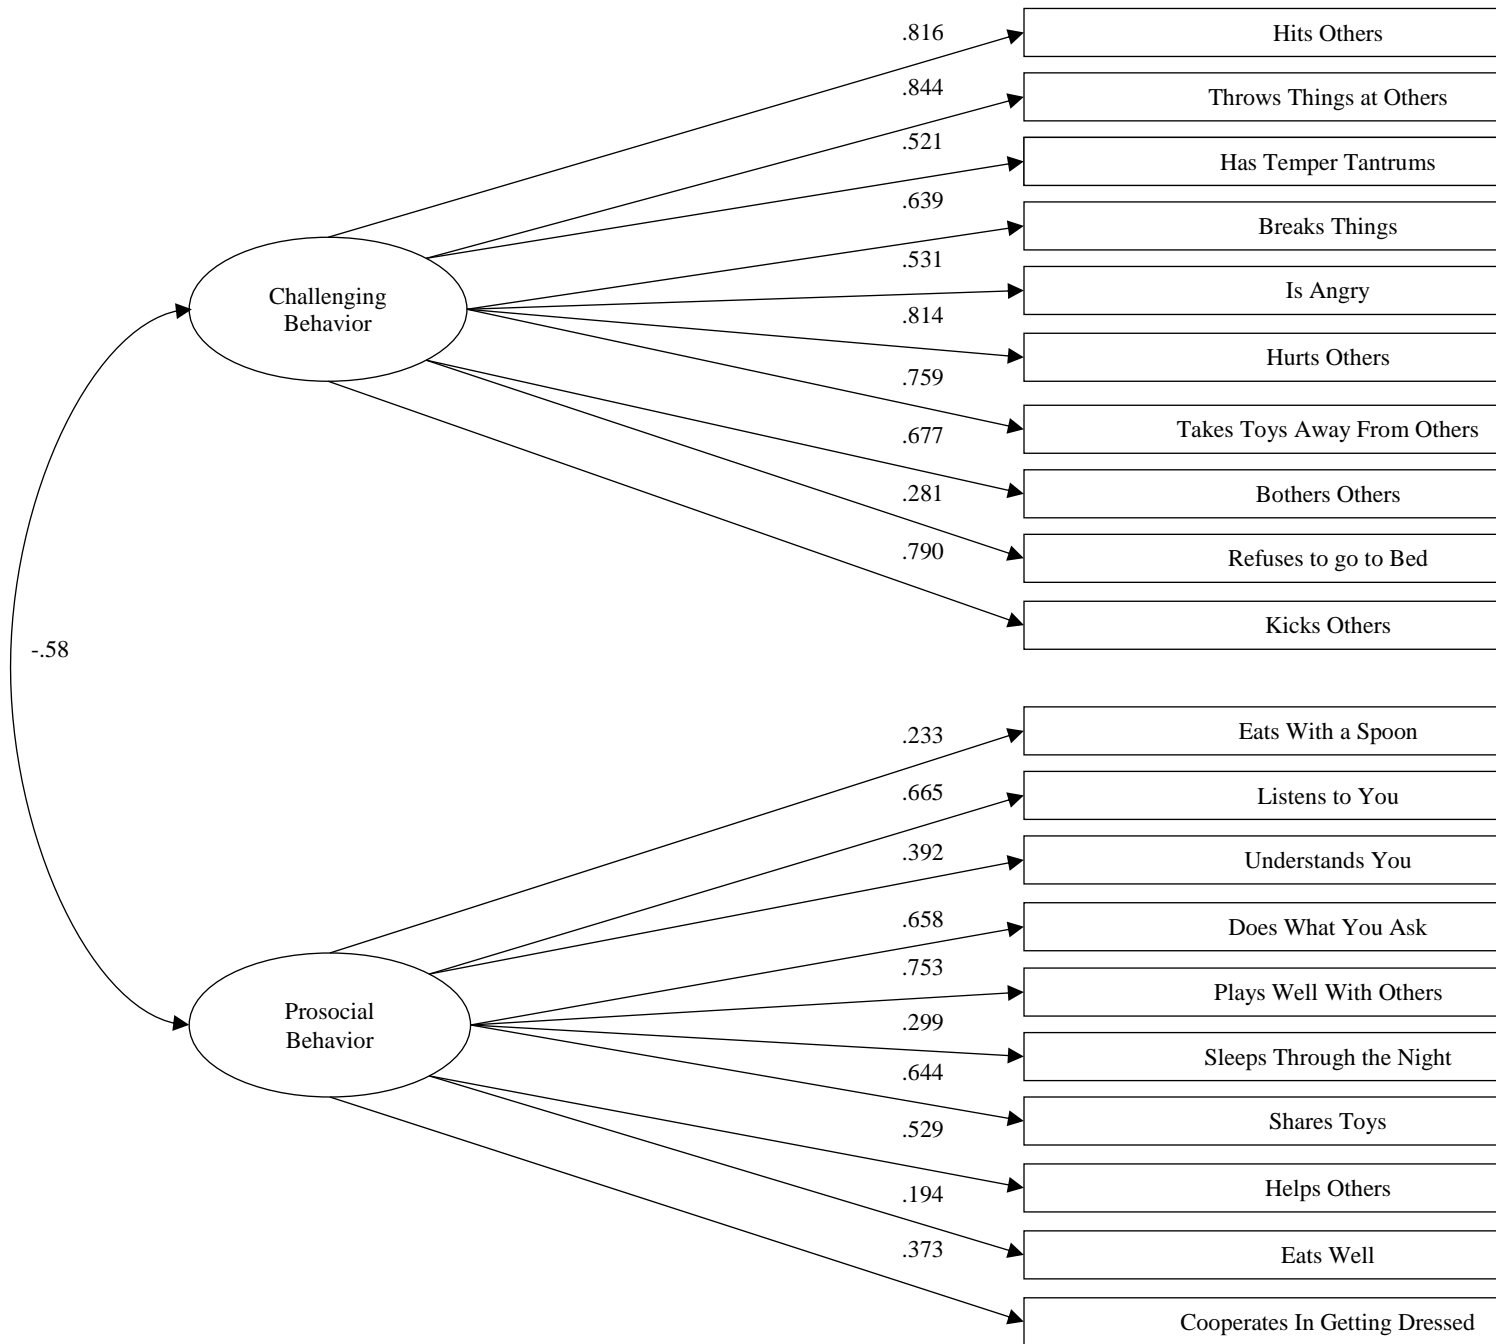 .816
Hits Others
.844
Throws Things at Others
.521
Has Temper Tantrums
.639
Breaks Things
.531
Is Angry
Challenging
Behavior
.814
Hurts Others
.759
Takes Toys Away From Others
.677
Bothers Others
.281
Refuses to go to Bed
.790
Kicks Others
-.58
.233
Eats With a Spoon
.665
Listens to You
.392
Understands You
.658
Does What You Ask
.753
Plays Well With Others
Prosocial
Behavior
.299
Sleeps Through the Night
.644
Shares Toys
.529
Helps Others
.194
Eats Well
.373
Cooperates In Getting Dressed